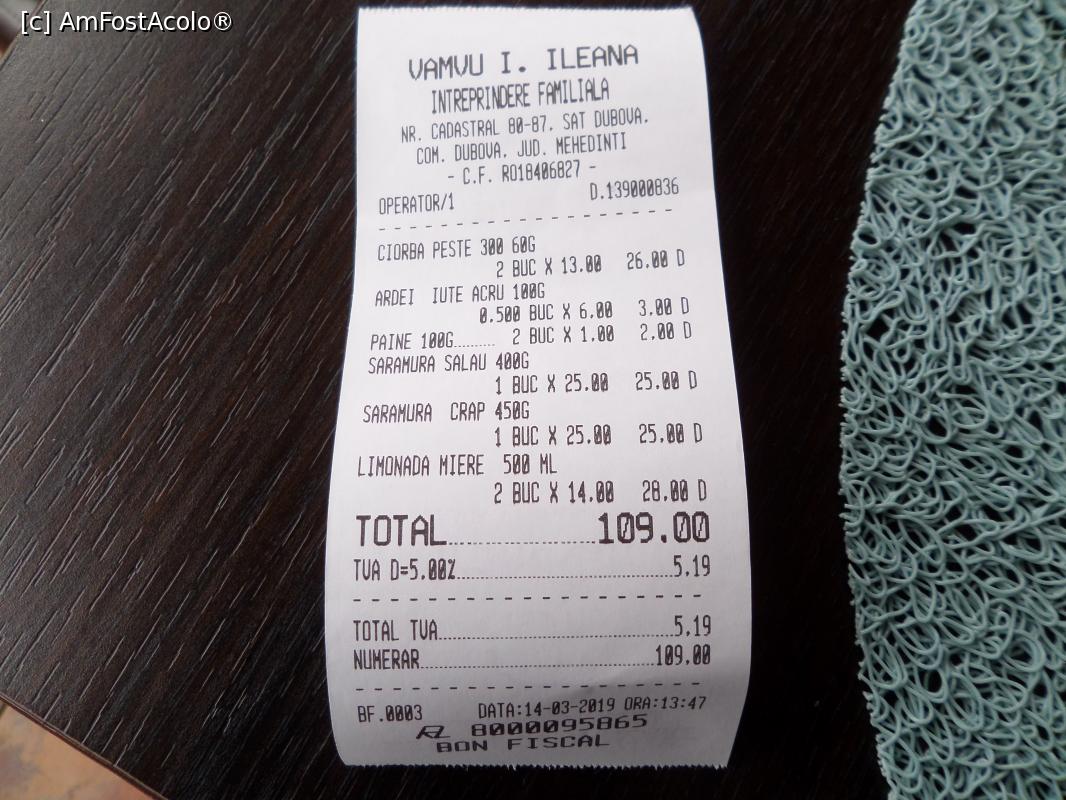 [c] AmFostAcolo®
VAMVU I. ILEANA
INTREPRINDERE FAMILIALA
NR. CADASTRAL 80-87. SAT DUBOVA.
COM. DUBOVA. JUD. MEHEDINTI
- C.F. RO18406827 -
OPERATOR/1 D.139000836
CIORBA PESTE 300 60G
2 BUC X 13.00 26.00 D
ARDEI IUTE ACRU 100G
0.500 BUC X 6.00 3.00 D
PAINE 100G......... 2 BUC X 1.00 2.00 D
SARAMURA SALAU 400G
1 BUC X 25.00 25.00 D
SARAMURA CRAP 450G
1 BUC X 25.00 25.00 D
LIMONADA MIERE 500 ML
2 BUC X 14.00 28.00 D
TOTAL....................109.00
TVA D=5.00%..............................5.19
TOTAL TVA................................5.19
NUMERAR................................109.00
BF.0003 DATA:14-03-2019 ORA:13:47
8000095865
BON FISCAL